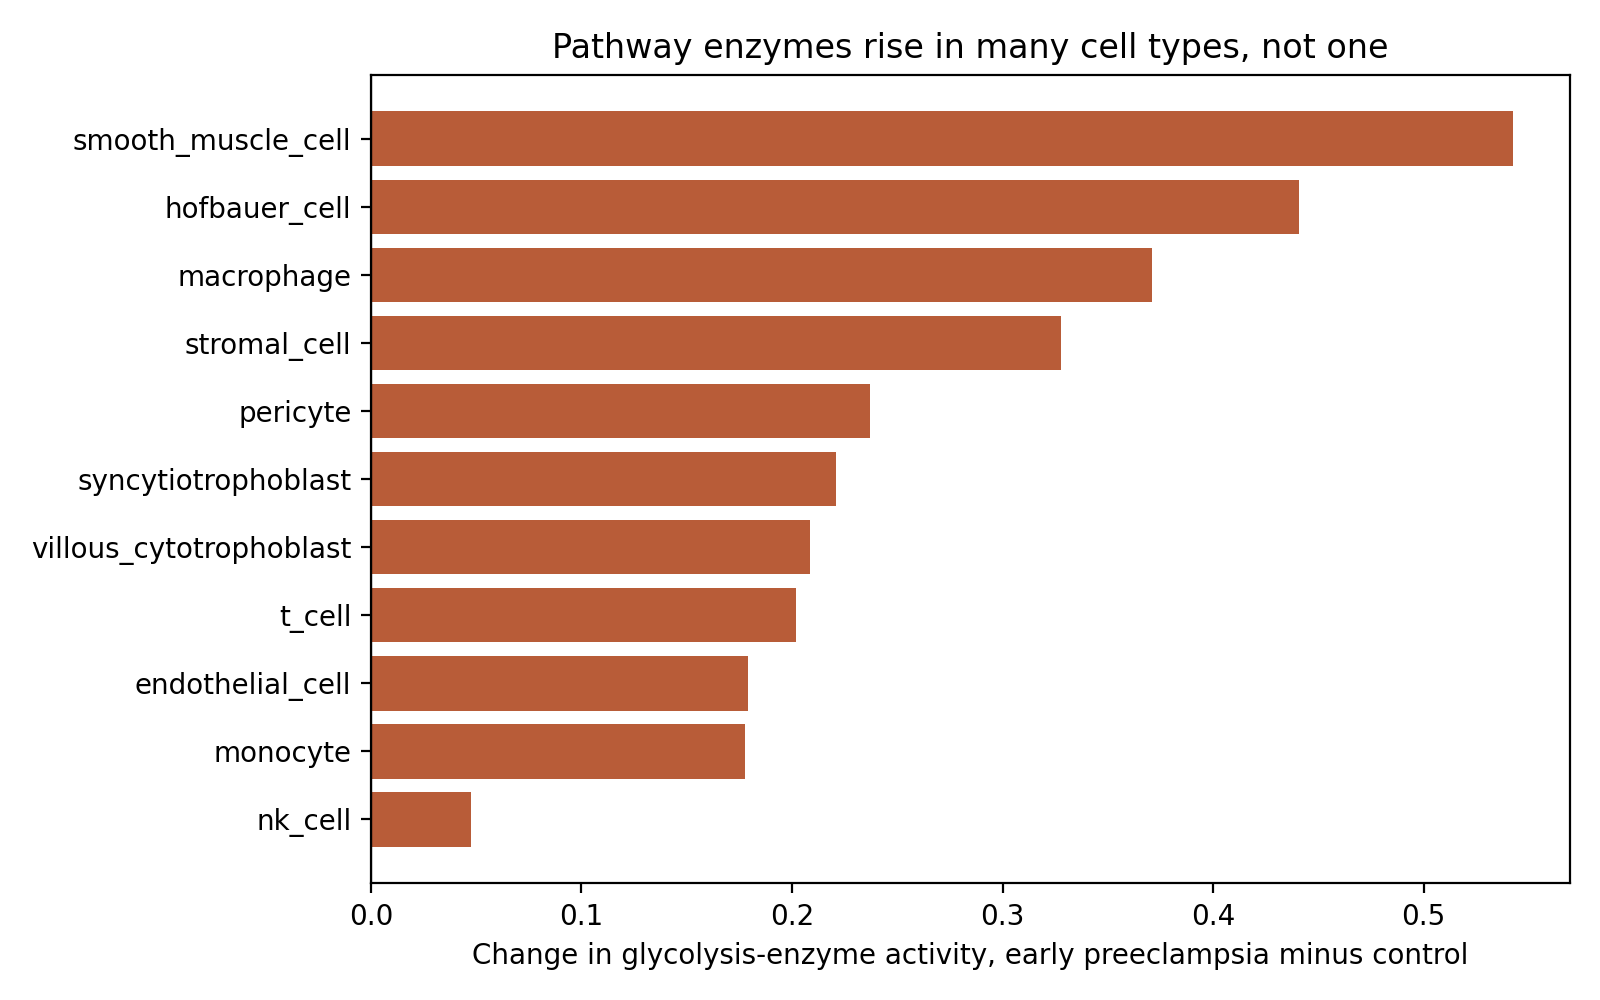 Pathway enzymes rise in many cell types, not one
smooth_muscle_cell
hofbauer_cell
macrophage
stromal_cell
pericyte
syncytiotrophoblast
villous_cytotrophoblast
t_cell
endothelial_cell
monocyte
nk_cell
0.0 0.1 0.2 0.3 0.4 0.5
Change in glycolysis-enzyme activity, early preeclampsia minus control